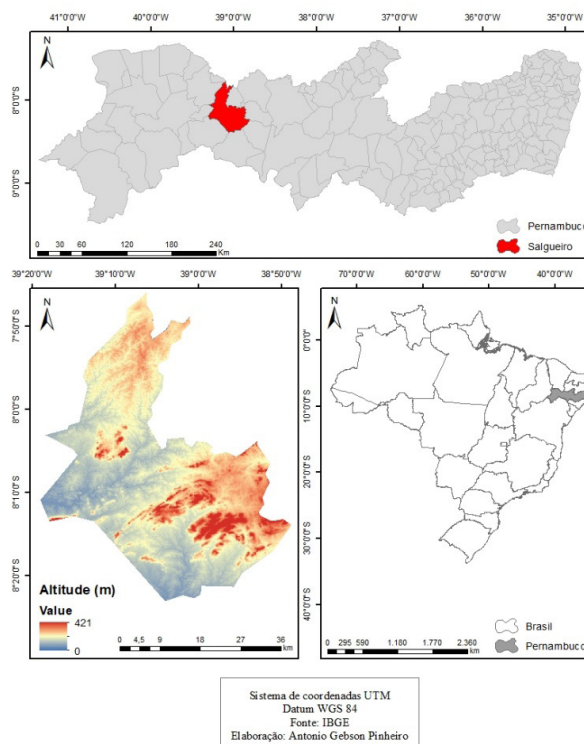 41°0'0"W 40°0'0"W 39°0'0"W 38°0'0"W 37°0'0"W 36°0'0"W 35°0'0"W
N
8°0'0"S
9°0'0"S
Pernambuco
Salgueiro
0 30 60 120 180 240
Km
39°20'0"W 39°10'0"W 39°0'0"W 38°50'0"W
N
7°50'0"S
8°0'0"S
8°10'0"S
8°20'0"S
Altitude (m)
Value
421
0
0 4,5 9 18 27 36
km
70°0'0"W 60°0'0"W 50°0'0"W 40°0'0"W
N
0°0'0"
10°0'0"S
20°0'0"S
30°0'0"S
40°0'0"S
Brasil
Pernambuco
0 295 590 1.180 1.770 2.360
km
Sistema de coordenadas UTM
Datum WGS 84
Fonte: IBGE
Elaboração: Antonio Gebson Pinheiro